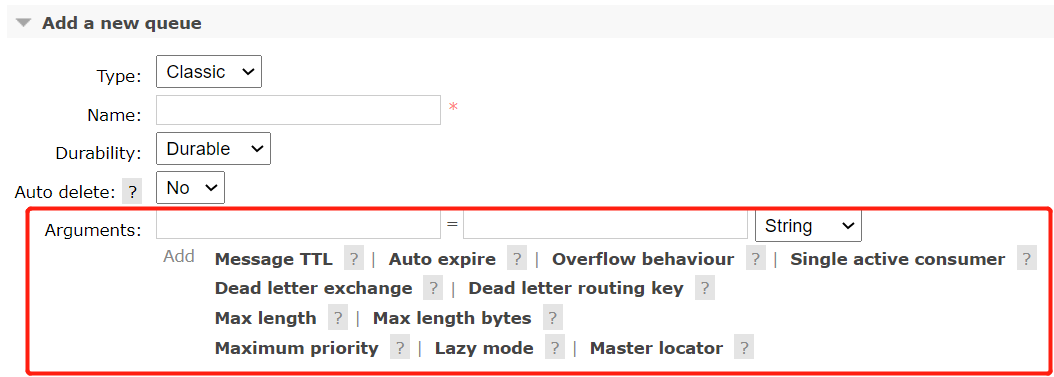 Add a new queue
Type: Classic
Name: *
Durability: Durable
Auto delete: ? No
Arguments: = String
Add Message TTL ? | Auto expire ? | Overflow behaviour ? | Single active consumer ?
Dead letter exchange ? | Dead letter routing key ?
Max length ? | Max length bytes ?
Maximum priority ? | Lazy mode ? | Master locator ?